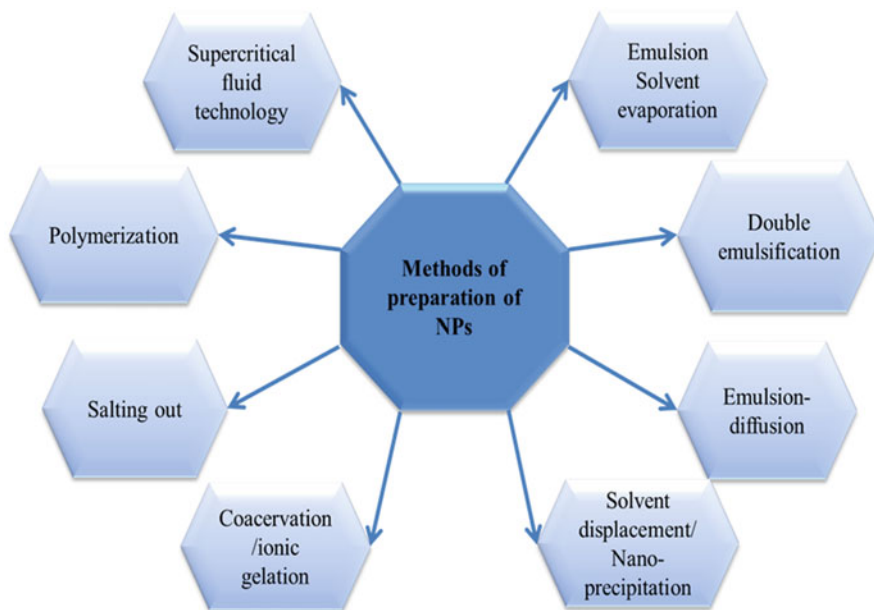 Supercritical
fluid
technology
Emulsion
Solvent
evaporation
Polymerization
Methods of
preparation of
NPs
Double
emulsification
Salting out
Emulsion-
diffusion
Coacervation
/ionic
gelation
Solvent
displacement/
Nano-
precipitation